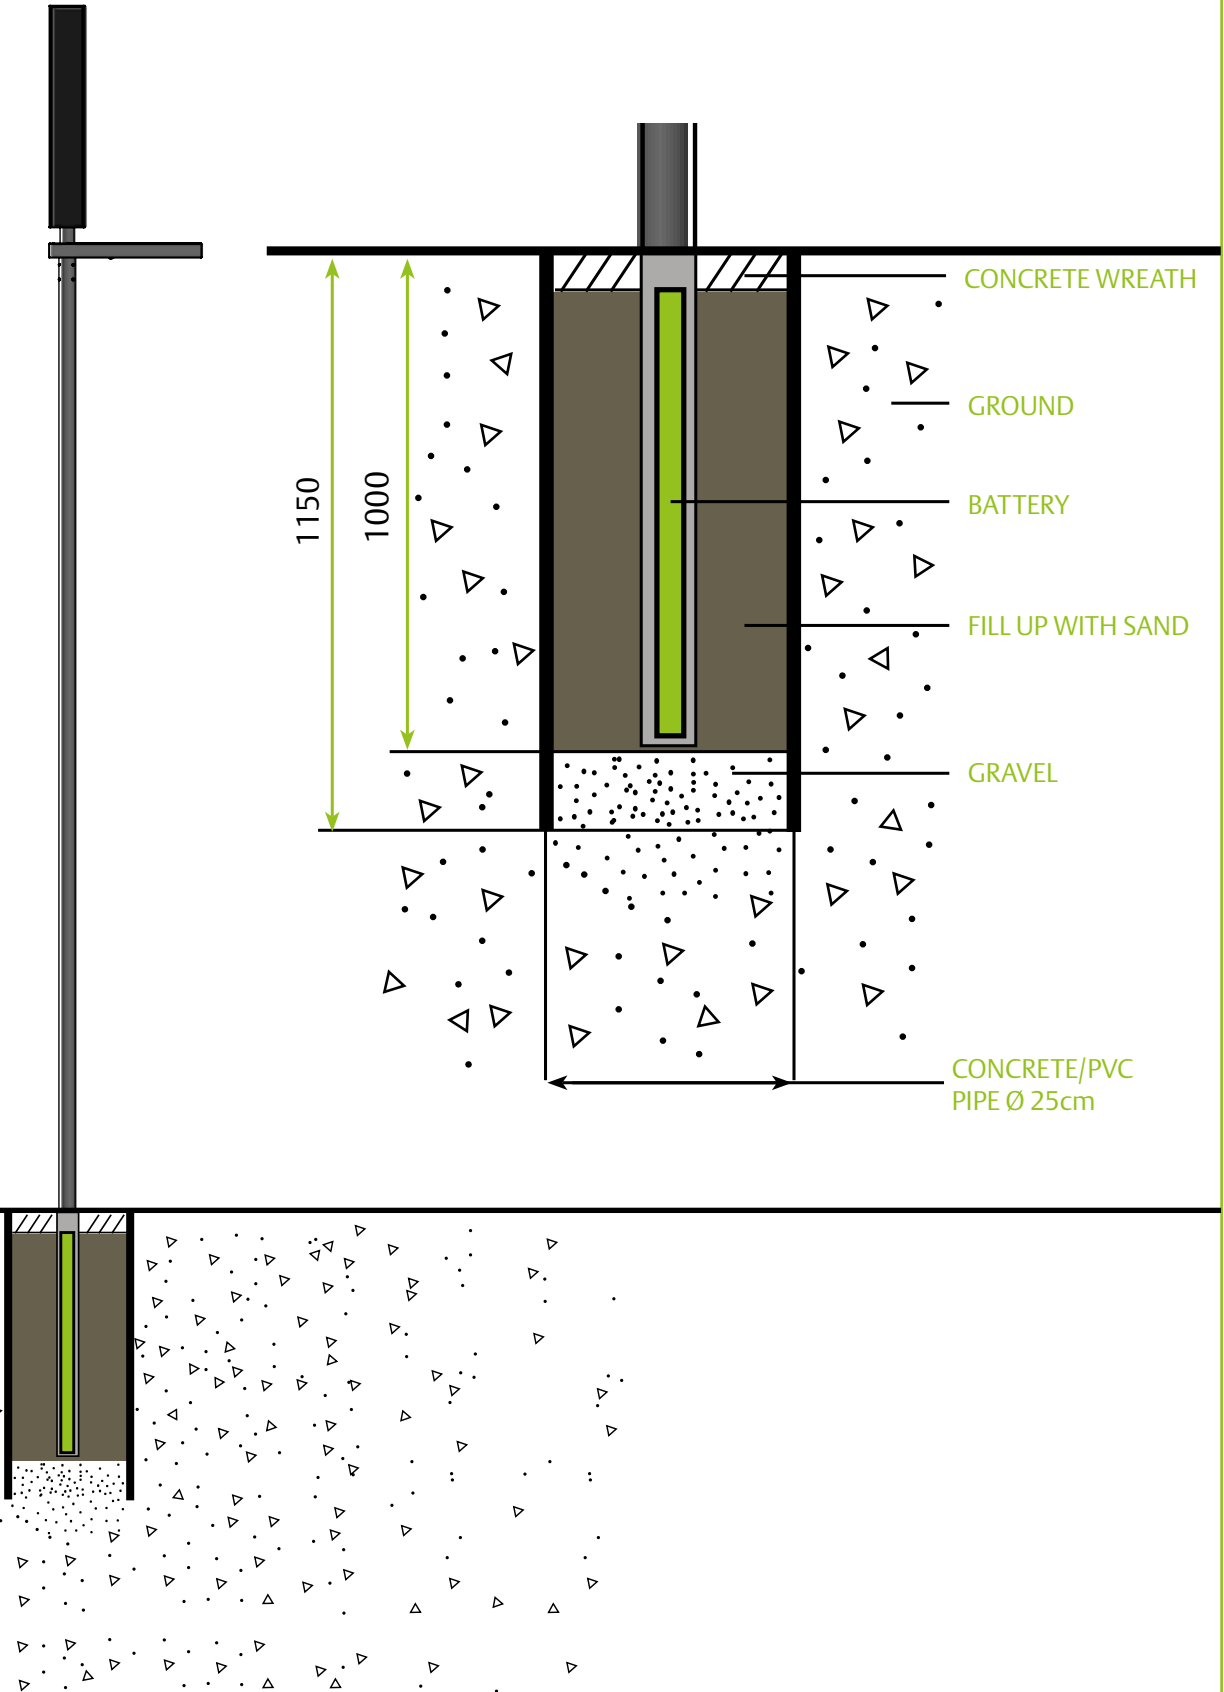 CONCRETE WREATH
GROUND
1150
1000
BATTERY
FILL UP WITH SAND
GRAVEL
CONCRETE/PVC
PIPE Ø 25cm